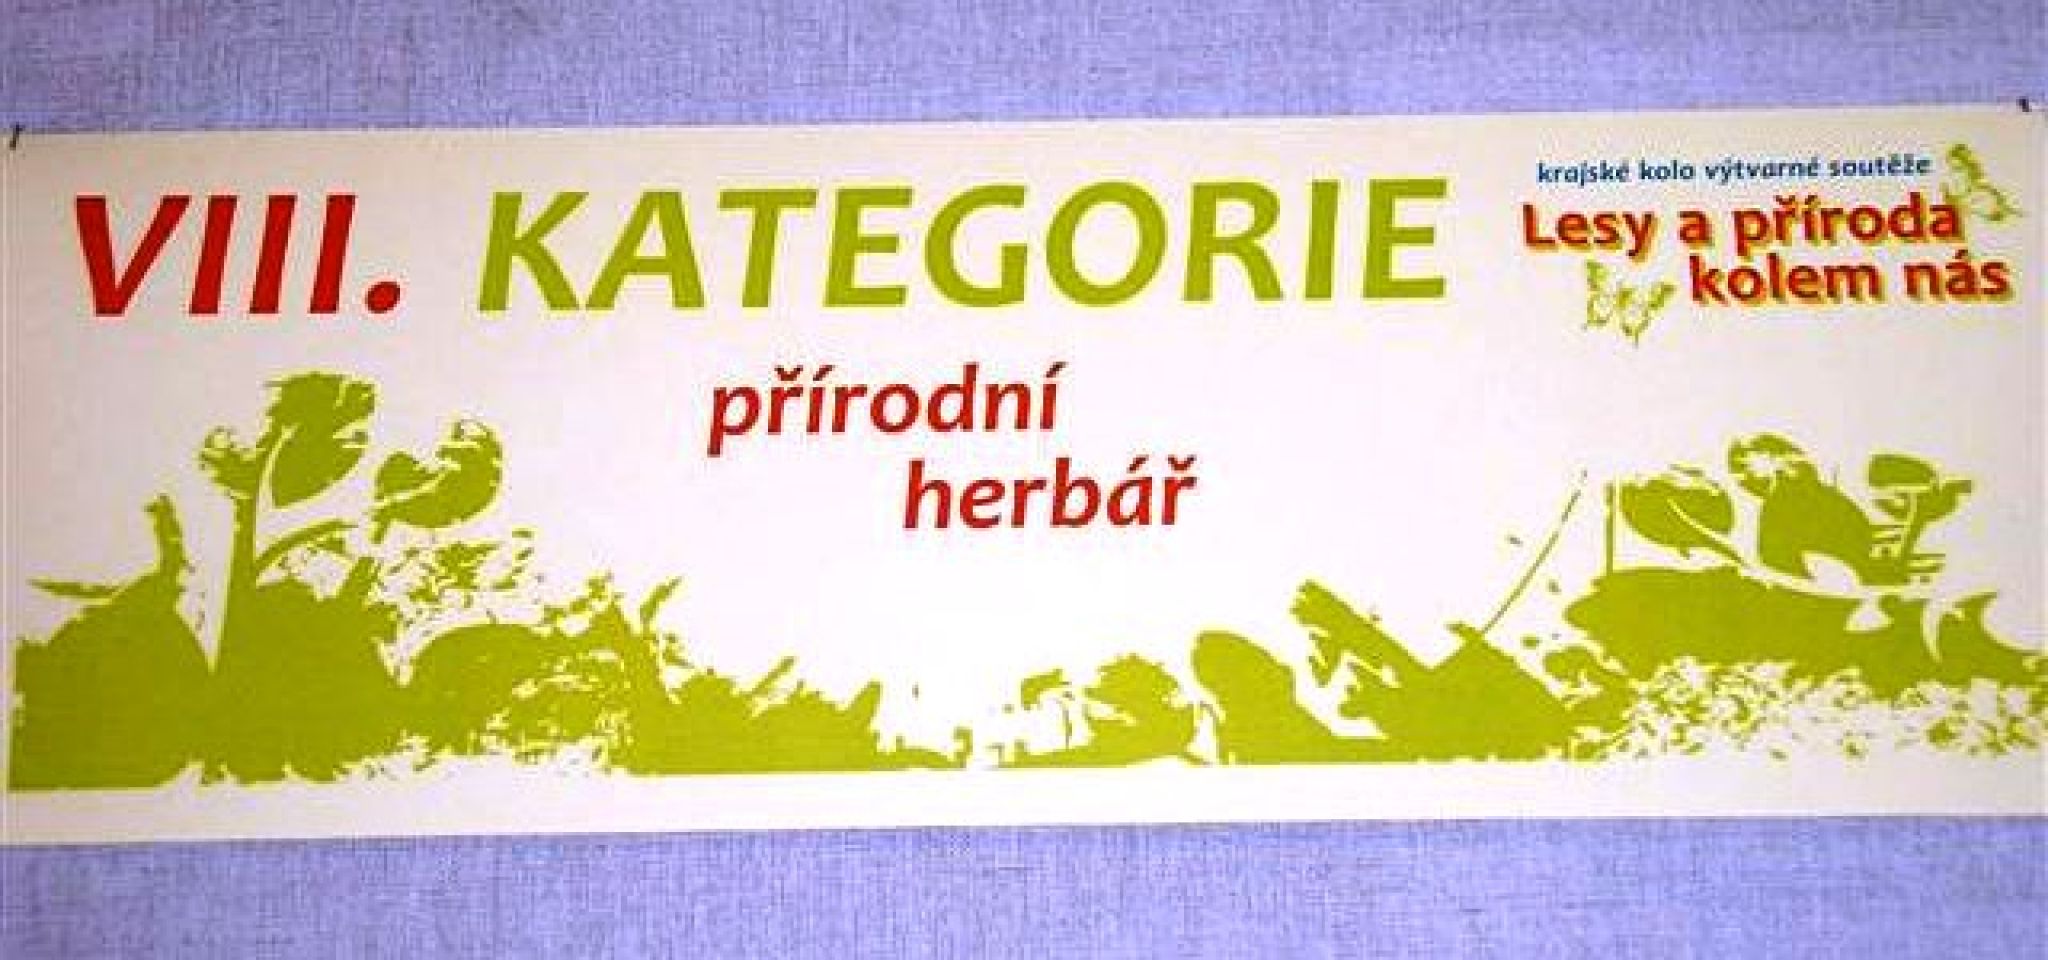 VIII. KATEGORIE
přírodní
herbář
krajské kolo výtvarné soutěže
Lesy a příroda
kolem nás